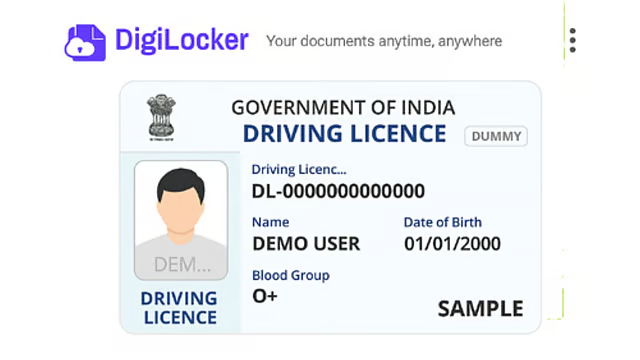 DigiLocker Your documents anytime, anywhere
GOVERNMENT OF INDIA
DRIVING LICENCE DUMMY
Driving Licenc...
DL-0000000000000
Name Date of Birth
DEMO USER 01/01/2000
Blood Group
O+
DEM...
DRIVING
LICENCE
SAMPLE